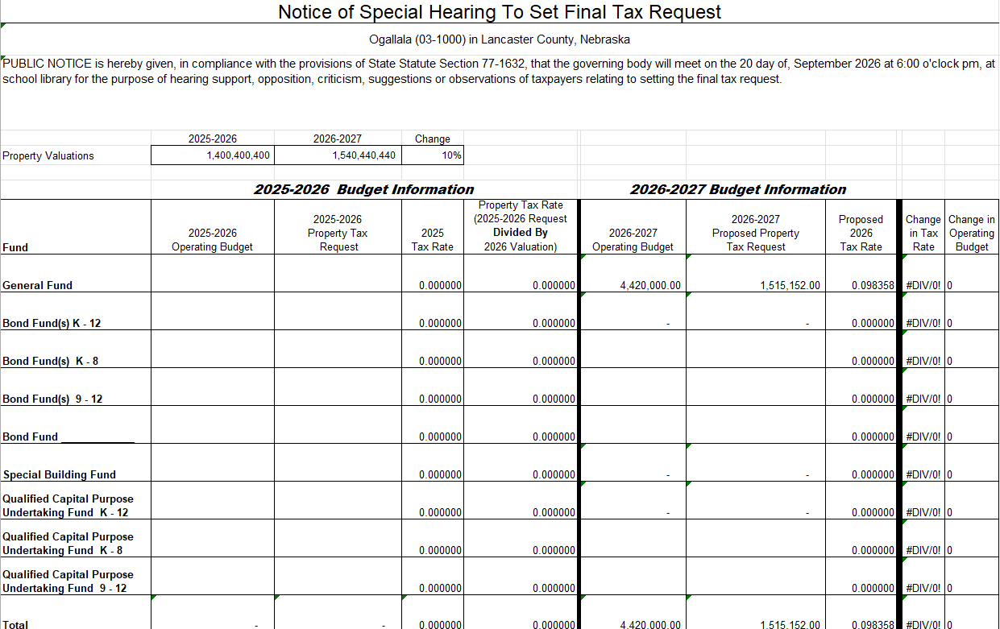 Notice of Special Hearing To Set Final Tax Request
Ogallala (03-1000) in Lancaster County, Nebraska
PUBLIC NOTICE is hereby given, in compliance with the provisions of State Statute Section 77-1632, that the governing body will meet on the 20 day of, September 2026 at 6:00 o'clock pm, at
school library for the purpose of hearing support, opposition, criticism, suggestions or observations of taxpayers relating to setting the final tax request.
2025-2026 2026-2027 Change
Property Valuations 1,400,400,400 1,540,440,440 10%
2025-2026 Budget Information 2026-2027 Budget Information
Fund
2025-2026
Operating Budget
2025-2026
Property Tax
Request
2025
Tax Rate
Property Tax Rate
(2025-2026 Request
Divided By
2026 Valuation)
2026-2027
Operating Budget
2026-2027
Proposed Property
Tax Request
Proposed
2026
Tax Rate
Change
in Tax
Rate
Change in
Operating
Budget
General Fund 0.000000 0.000000 4,420,000.00 1,515,152.00 0.098358 #DIV/0! 0
Bond Fund(s) K - 12 0.000000 0.000000 - - 0.000000 #DIV/0! 0
Bond Fund(s) K - 8 0.000000 0.000000 0.000000 #DIV/0! 0
Bond Fund(s) 9 - 12 0.000000 0.000000 0.000000 #DIV/0! 0
Bond Fund ____________ 0.000000 0.000000 0.000000 #DIV/0! 0
Special Building Fund 0.000000 0.000000 - - 0.000000 #DIV/0! 0
Qualified Capital Purpose
Undertaking Fund K - 12 0.000000 0.000000 - - 0.000000 #DIV/0! 0
Qualified Capital Purpose
Undertaking Fund K - 8 0.000000 0.000000 0.000000 #DIV/0! 0
Qualified Capital Purpose
Undertaking Fund 9 - 12 0.000000 0.000000 0.000000 #DIV/0! 0
Total - - 0.000000 0.000000 4,420,000.00 1,515,152.00 0.098358 #DIV/0! 0